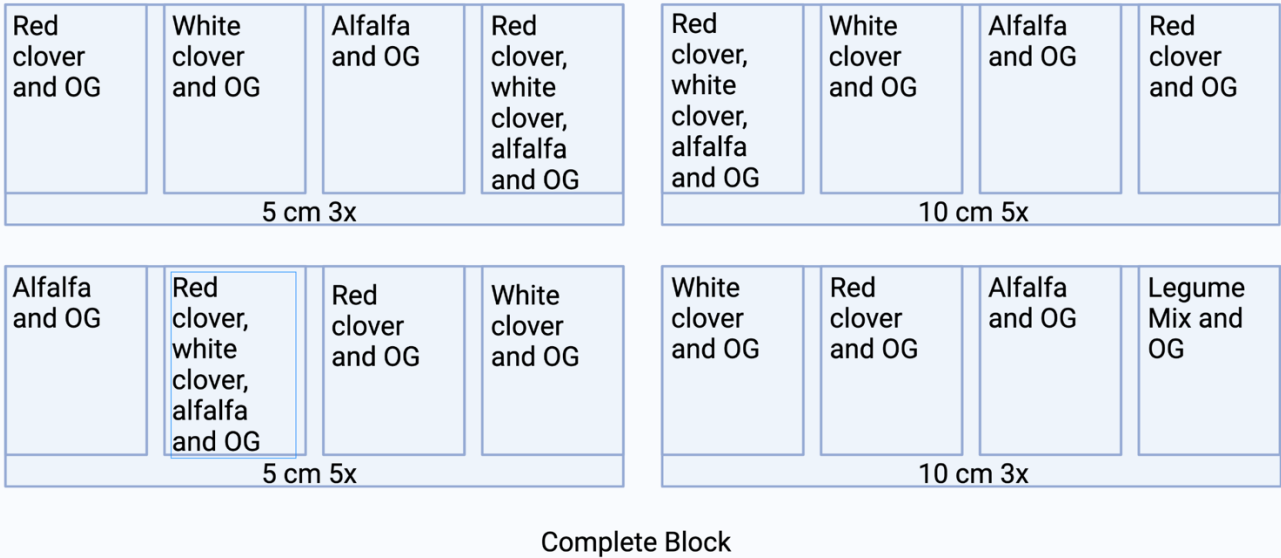 Red
clover
and OG
White
clover
and OG
Alfalfa
and OG
Red
clover,
white
clover,
alfalfa
and OG
5 cm 3x
Red
clover,
white
clover,
alfalfa
and OG
White
clover
and OG
Alfalfa
and OG
Red
clover
and OG
10 cm 5x
Alfalfa
and OG
Red
clover,
white
clover,
alfalfa
and OG
Red
clover
and OG
White
clover
and OG
5 cm 5x
White
clover
and OG
Red
clover
and OG
Alfalfa
and OG
Legume
Mix and
OG
10 cm 3x
Complete Block